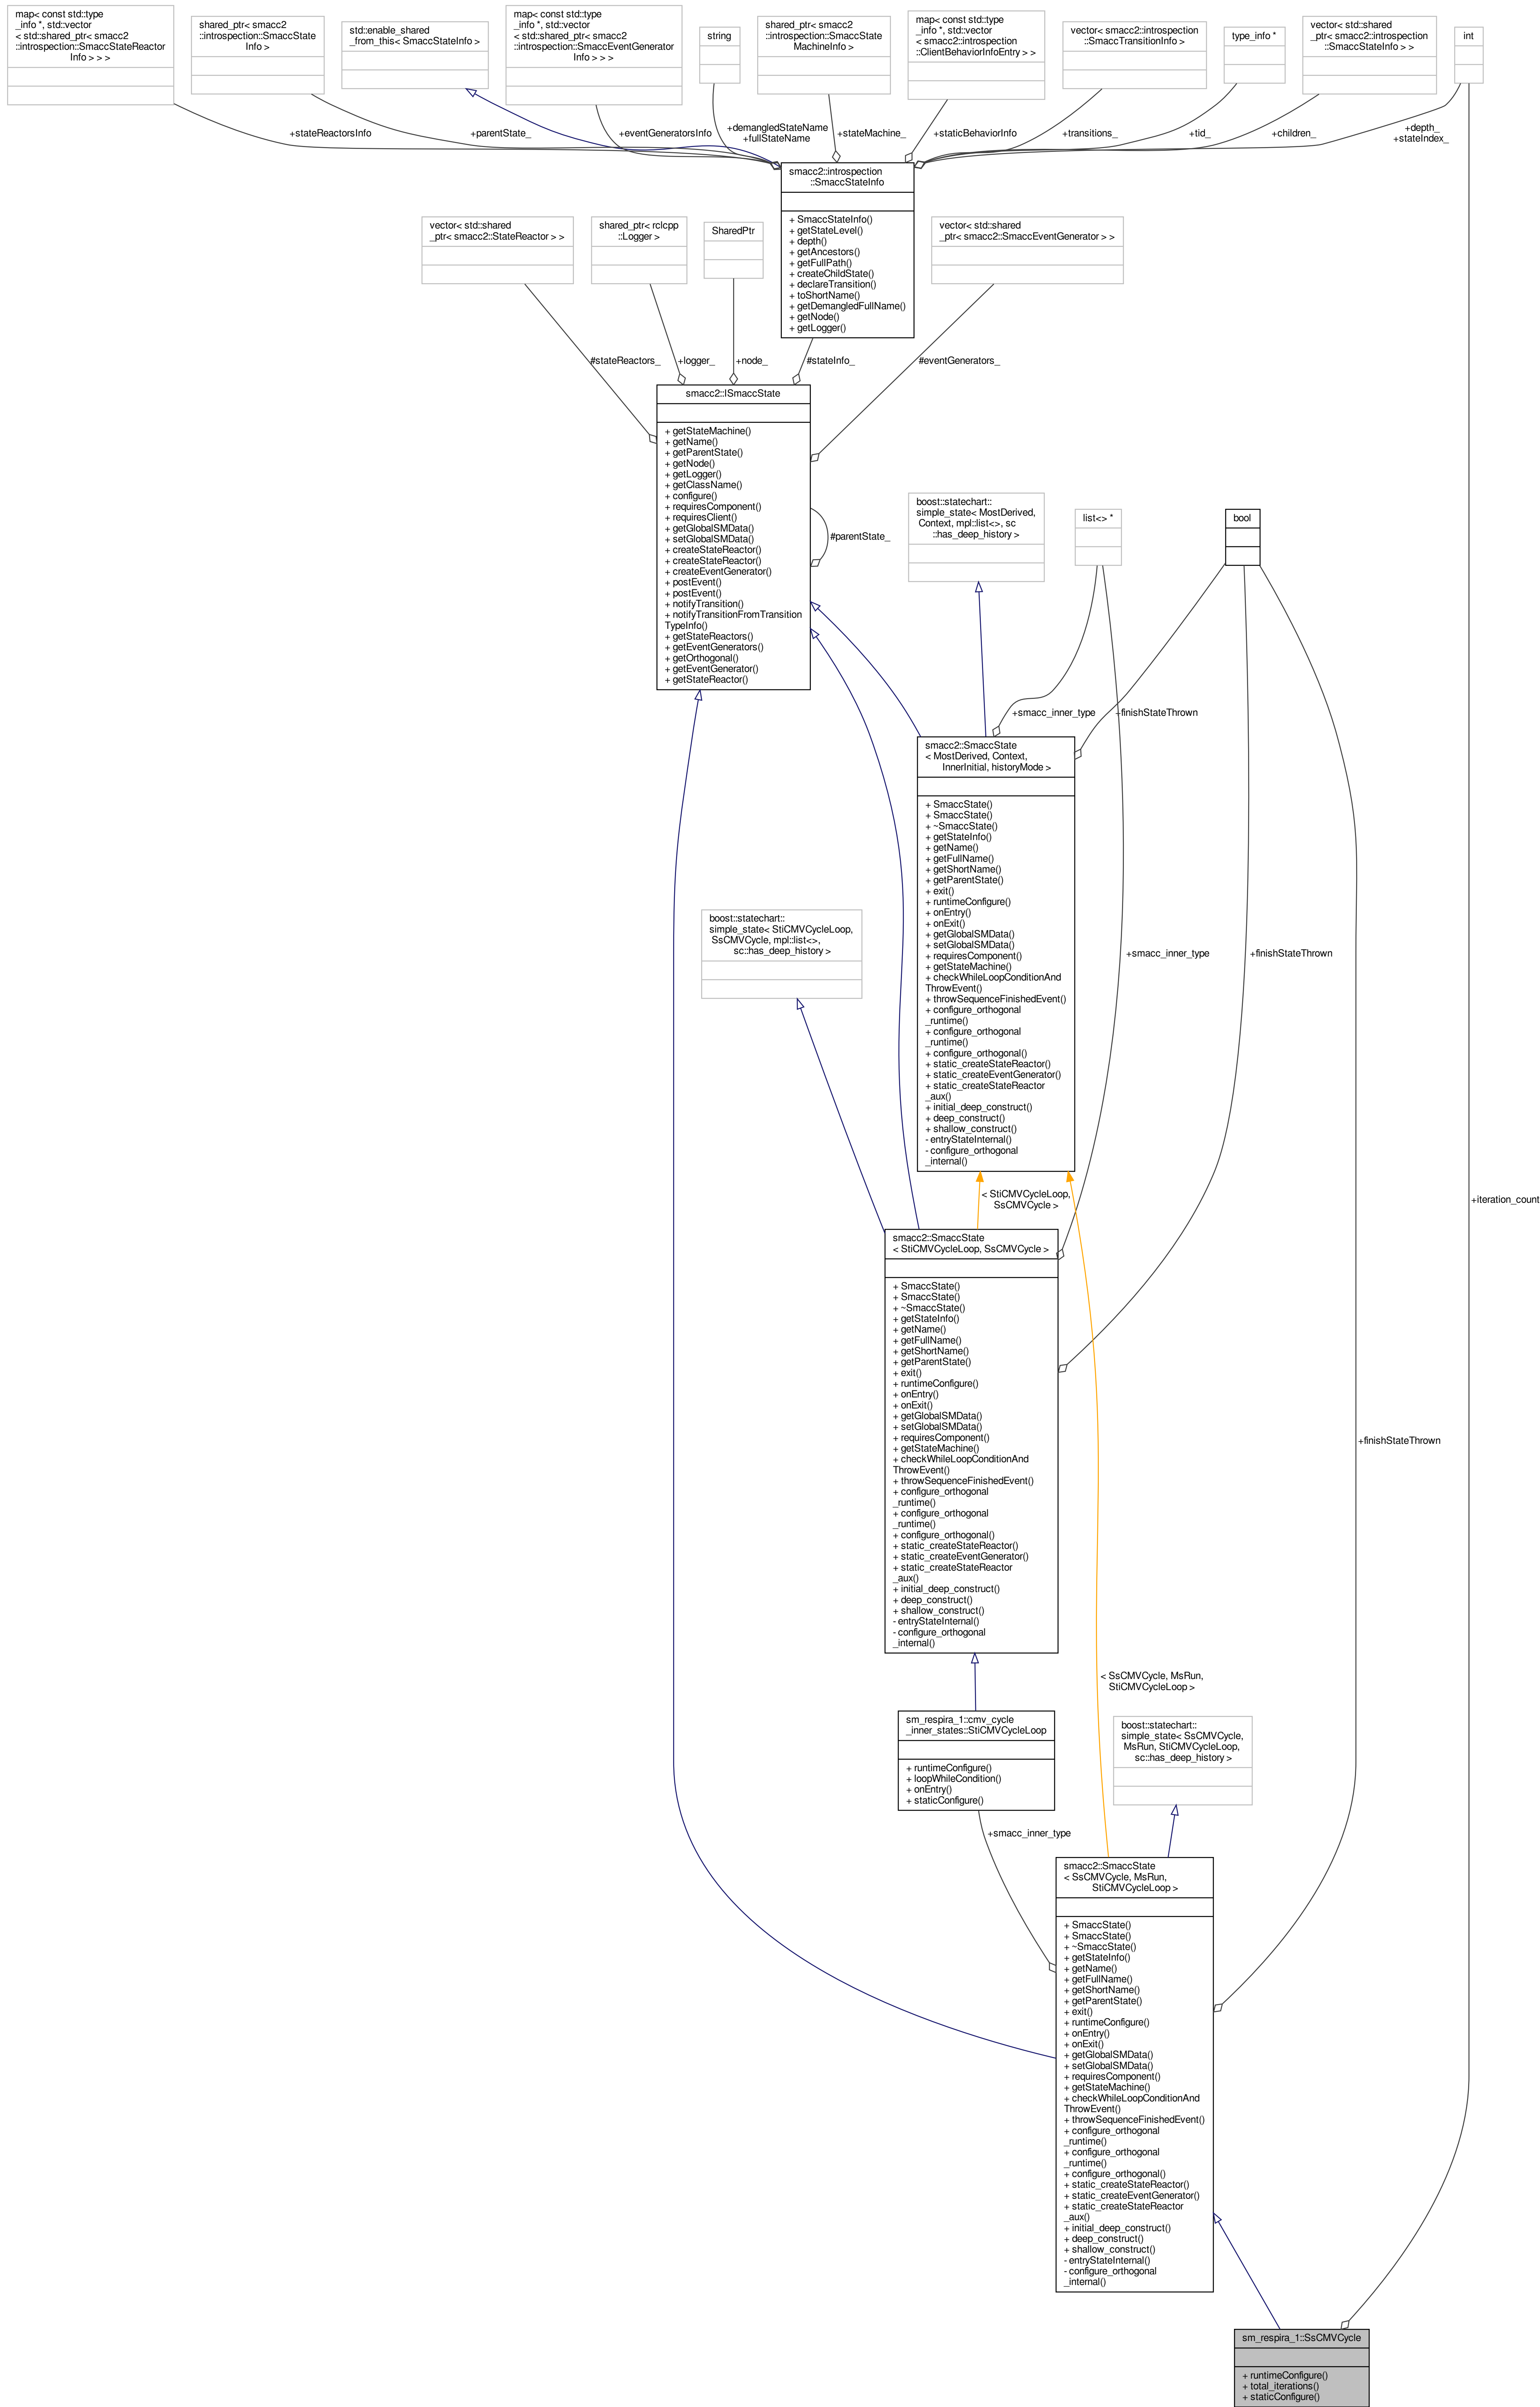 map< const std::type
_info *, std::vector
< std::shared_ptr< smacc2
::introspection::SmaccStateReactor
Info > > >
shared_ptr< smacc2
::introspection::SmaccState
Info >
std::enable_shared
_from_this< SmaccStateInfo >
map< const std::type
_info *, std::vector
< std::shared_ptr< smacc2
::introspection::SmaccEventGenerator
Info > > >
string
shared_ptr< smacc2
::introspection::SmaccState
MachineInfo >
map< const std::type
_info *, std::vector
< smacc2::introspection
::ClientBehaviorInfoEntry > >
vector< smacc2::introspection
::SmaccTransitionInfo >
type_info *
vector< std::shared
_ptr< smacc2::introspection
::SmaccStateInfo > >
int
+stateReactorsInfo
+parentState_
+eventGeneratorsInfo
+demangledStateName
+fullStateName
+stateMachine_
+staticBehaviorInfo
+transitions_
+tid_
+children_
+depth_
+stateIndex_
smacc2::introspection
::SmaccStateInfo
+ SmaccStateInfo()
+ getStateLevel()
+ depth()
+ getAncestors()
+ getFullPath()
+ createChildState()
+ declareTransition()
+ toShortName()
+ getDemangledFullName()
+ getNode()
+ getLogger()
vector< std::shared
_ptr< smacc2::StateReactor > >
shared_ptr< rclcpp
::Logger >
SharedPtr
vector< std::shared
_ptr< smacc2::SmaccEventGenerator > >
#stateReactors_
+logger_
+node_
#stateInfo_
#eventGenerators_
smacc2::ISmaccState
+ getStateMachine()
+ getName()
+ getParentState()
+ getNode()
+ getLogger()
+ getClassName()
+ configure()
+ requiresComponent()
+ requiresClient()
+ getGlobalSMData()
+ setGlobalSMData()
+ createStateReactor()
+ createStateReactor()
+ createEventGenerator()
+ postEvent()
+ postEvent()
+ notifyTransition()
+ notifyTransitionFromTransition
TypeInfo()
+ getStateReactors()
+ getEventGenerators()
+ getOrthogonal()
+ getEventGenerator()
+ getStateReactor()
#parentState_
boost::statechart::
simple_state< MostDerived,
Context, mpl::list<>, sc
::has_deep_history >
list<> *
bool
+smacc_inner_type
+finishStateThrown
smacc2::SmaccState
< MostDerived, Context,
InnerInitial, historyMode >
+ SmaccState()
+ SmaccState()
+ ~SmaccState()
+ getStateInfo()
+ getName()
+ getFullName()
+ getShortName()
+ getParentState()
+ exit()
+ runtimeConfigure()
+ onEntry()
+ onExit()
+ getGlobalSMData()
+ setGlobalSMData()
+ requiresComponent()
+ getStateMachine()
+ checkWhileLoopConditionAnd
ThrowEvent()
+ throwSequenceFinishedEvent()
+ configure_orthogonal
_runtime()
+ configure_orthogonal
_runtime()
+ configure_orthogonal()
+ static_createStateReactor()
+ static_createEventGenerator()
+ static_createStateReactor
_aux()
+ initial_deep_construct()
+ deep_construct()
+ shallow_construct()
- entryStateInternal()
- configure_orthogonal
_internal()
boost::statechart::
simple_state< StiCMVCycleLoop,
SsCMVCycle, mpl::list<>,
sc::has_deep_history >
+smacc_inner_type
+finishStateThrown
< StiCMVCycleLoop,
SsCMVCycle >
+iteration_count
smacc2::SmaccState
< StiCMVCycleLoop, SsCMVCycle >
+ SmaccState()
+ SmaccState()
+ ~SmaccState()
+ getStateInfo()
+ getName()
+ getFullName()
+ getShortName()
+ getParentState()
+ exit()
+ runtimeConfigure()
+ onEntry()
+ onExit()
+ getGlobalSMData()
+ setGlobalSMData()
+ requiresComponent()
+ getStateMachine()
+ checkWhileLoopConditionAnd
ThrowEvent()
+ throwSequenceFinishedEvent()
+ configure_orthogonal
_runtime()
+ configure_orthogonal
_runtime()
+ configure_orthogonal()
+ static_createStateReactor()
+ static_createEventGenerator()
+ static_createStateReactor
_aux()
+ initial_deep_construct()
+ deep_construct()
+ shallow_construct()
- entryStateInternal()
- configure_orthogonal
_internal()
+finishStateThrown
< SsCMVCycle, MsRun,
StiCMVCycleLoop >
sm_respira_1::cmv_cycle
_inner_states::StiCMVCycleLoop
+ runtimeConfigure()
+ loopWhileCondition()
+ onEntry()
+ staticConfigure()
boost::statechart::
simple_state< SsCMVCycle,
MsRun, StiCMVCycleLoop,
sc::has_deep_history >
+smacc_inner_type
smacc2::SmaccState
< SsCMVCycle, MsRun,
StiCMVCycleLoop >
+ SmaccState()
+ SmaccState()
+ ~SmaccState()
+ getStateInfo()
+ getName()
+ getFullName()
+ getShortName()
+ getParentState()
+ exit()
+ runtimeConfigure()
+ onEntry()
+ onExit()
+ getGlobalSMData()
+ setGlobalSMData()
+ requiresComponent()
+ getStateMachine()
+ checkWhileLoopConditionAnd
ThrowEvent()
+ throwSequenceFinishedEvent()
+ configure_orthogonal
_runtime()
+ configure_orthogonal
_runtime()
+ configure_orthogonal()
+ static_createStateReactor()
+ static_createEventGenerator()
+ static_createStateReactor
_aux()
+ initial_deep_construct()
+ deep_construct()
+ shallow_construct()
- entryStateInternal()
- configure_orthogonal
_internal()
sm_respira_1::SsCMVCycle
+ runtimeConfigure()
+ total_iterations()
+ staticConfigure()